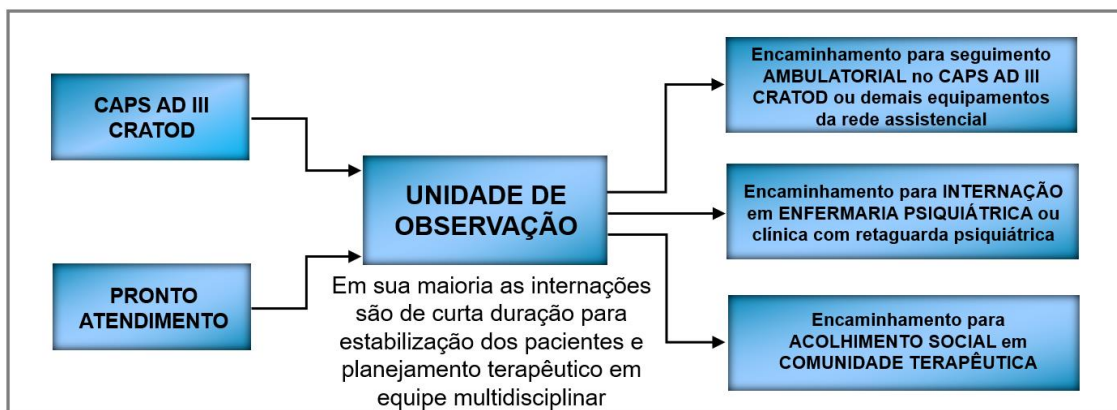 CAPS AD III
CRATOD
PRONTO
ATENDIMENTO
UNIDADE DE
OBSERVAÇÃO
Em sua maioria as internações
são de curta duração para
estabilização dos pacientes e
planejamento terapêutico em
equipe multidisciplinar
Encaminhamento para seguimento
AMBULATORIAL no CAPS AD III
CRATOD ou demais equipamentos
da rede assistencial
Encaminhamento para INTERNAÇÃO
em ENFERMARIA PSIQUIÁTRICA ou
clínica com retaguarda psiquiátrica
Encaminhamento para
ACOLHIMENTO SOCIAL em
COMUNIDADE TERAPÊUTICA